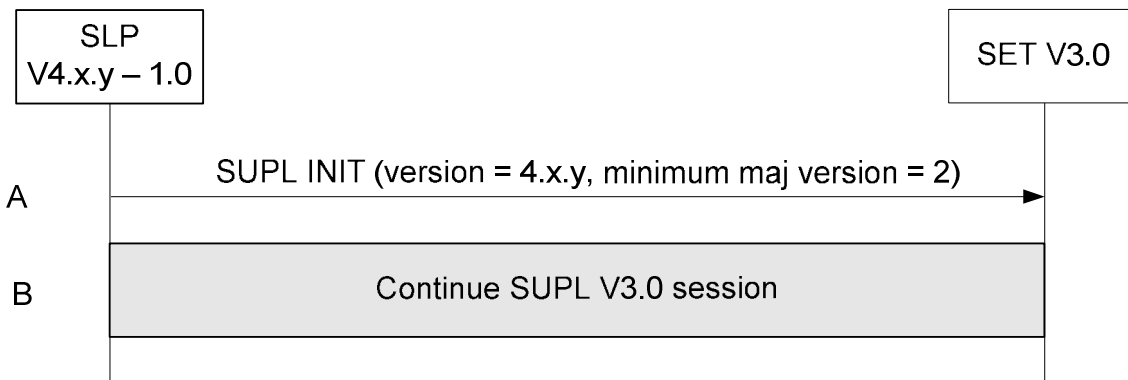 SLP
V4.x.y – 1.0
SET V3.0
SUPL INIT (version = 4.x.y, minimum maj version = 2)
A
Continue SUPL V3.0 session
B